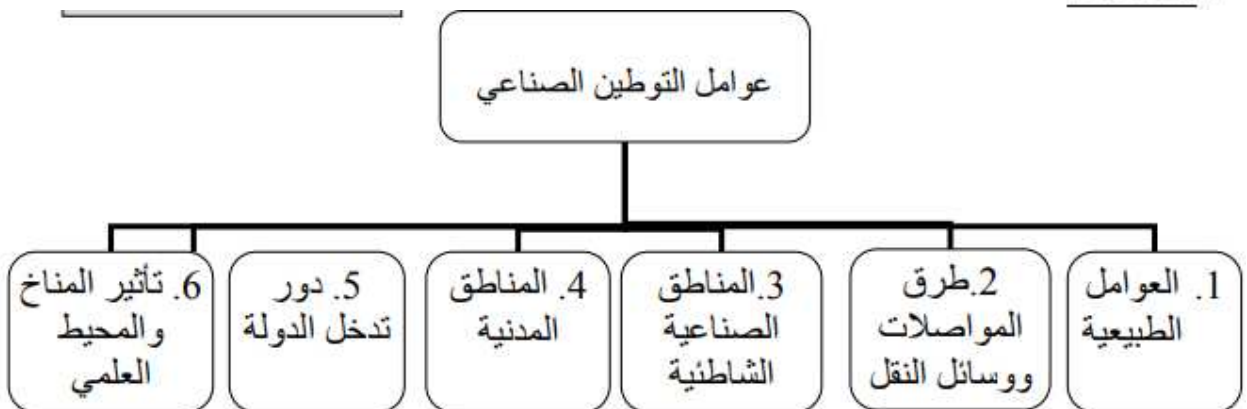 عوامل التوطين الصناعي
1. العوامل
الطبيعية
2.طرق
المواصلات
ووسائل النقل
3.المناطق
الصناعية
الشاطئية
4. المناطق
المدنية
5. دور
تدخل الدولة
6. تأثير المناخ
والمحيط
العلمي